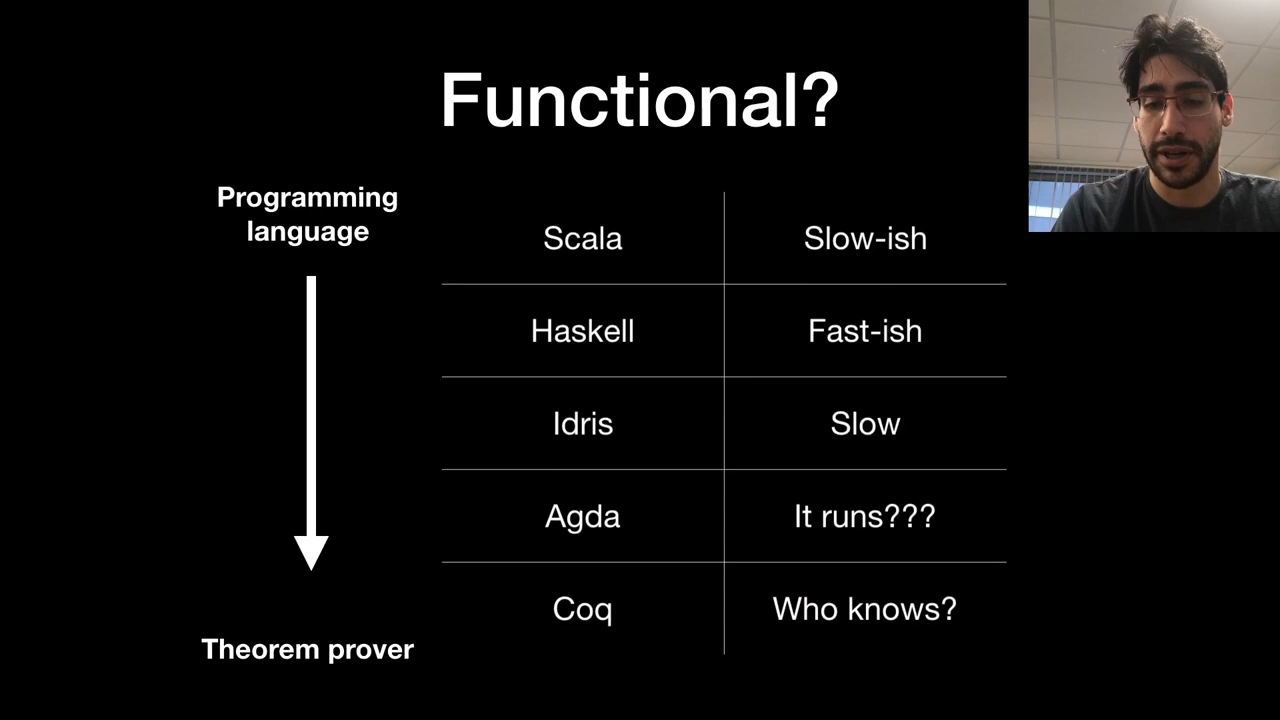 Functional?
Programming
language
Scala
Slow-ish
Haskell
Fast-ish
Idris
Slow
Agda
It runs???
Coq
Who knows?
Theorem prover